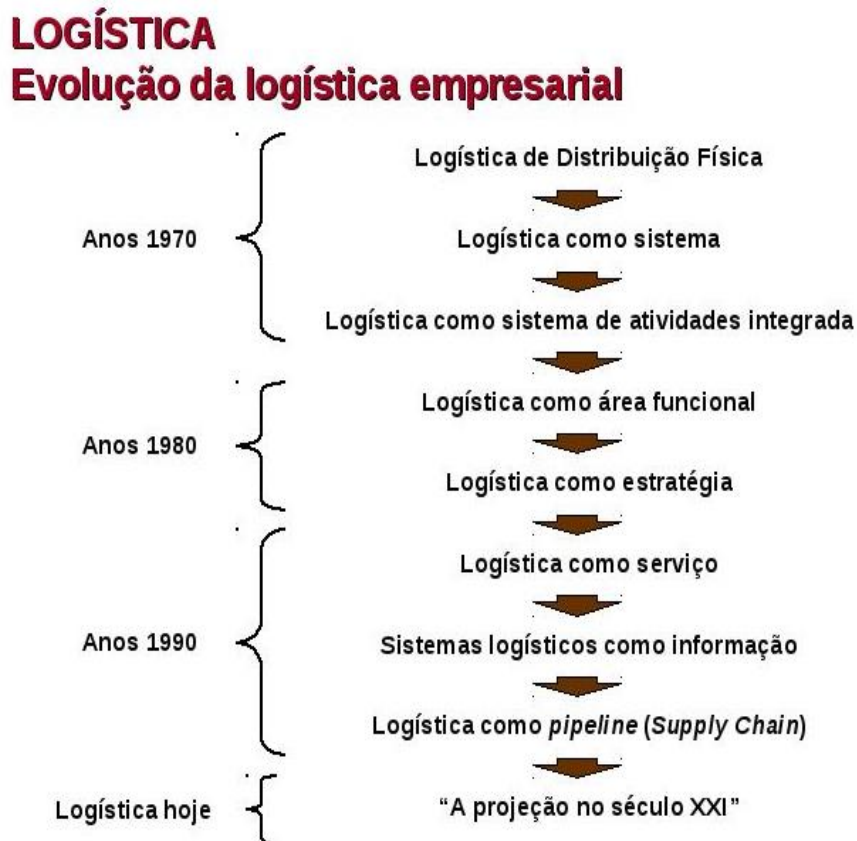 LOGÍSTICA
Evolução da logística empresarial
Logística de Distribuição Física
Anos 1970
Logística como sistema
Logística como sistema de atividades integrada
Logística como área funcional
Anos 1980
Logística como estratégia
Logística como serviço
Anos 1990
Sistemas logísticos como informação
Logística como pipeline (Supply Chain)
Logística hoje
“A projeção no século XXI”